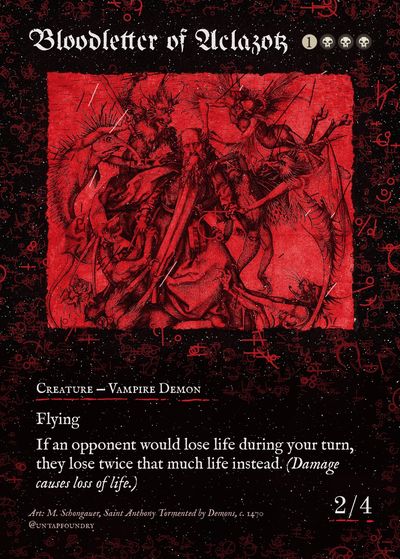 Bloodletter of Aclazotz
1
Creature – Vampire Demon
Flying
If an opponent would lose life during your turn,
they lose twice that much life instead. (Damage
causes loss of life.)
2/4
Art: M. Schongauer, Saint Anthony Tormented by Demons, c. 1470
@untapfoundry